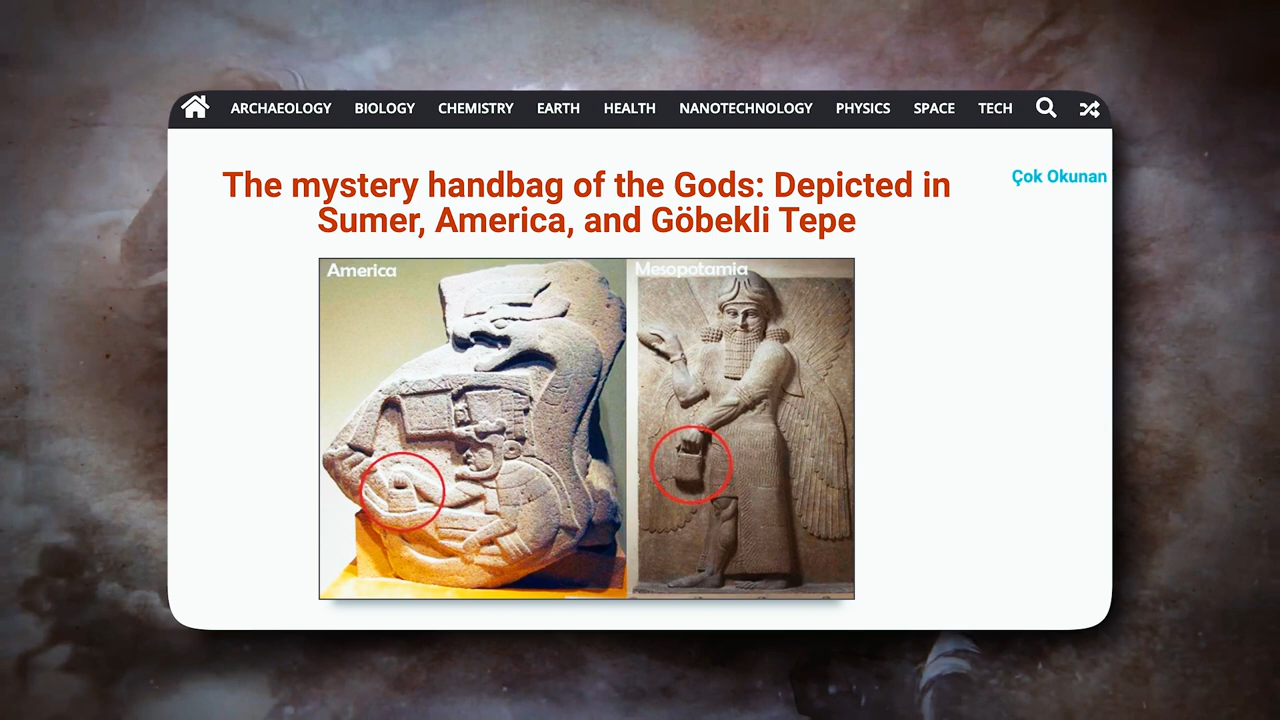 ARCHAEOLOGY BIOLOGY CHEMISTRY EARTH HEALTH NANOTECHNOLOGY PHYSICS SPACE TECH
The mystery handbag of the Gods: Depicted in
Sumer, America, and Göbekli Tepe
Çok Okunan
America
Mesopotamia